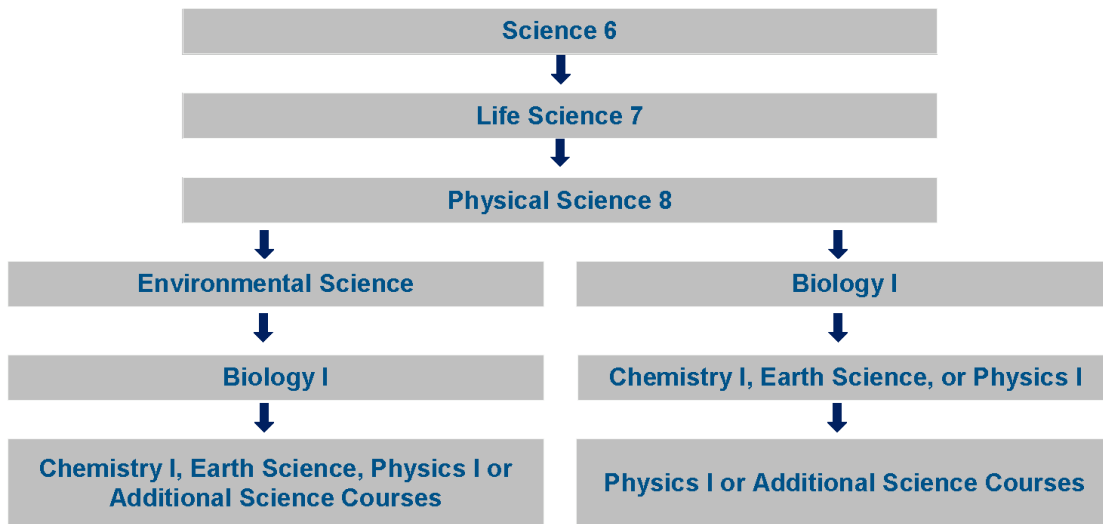 Science 6
Life Science 7
Physical Science 8
Environmental Science
Biology I
Biology I
Chemistry I, Earth Science, or Physics I
Chemistry I, Earth Science, Physics I or
Additional Science Courses
Physics I or Additional Science Courses